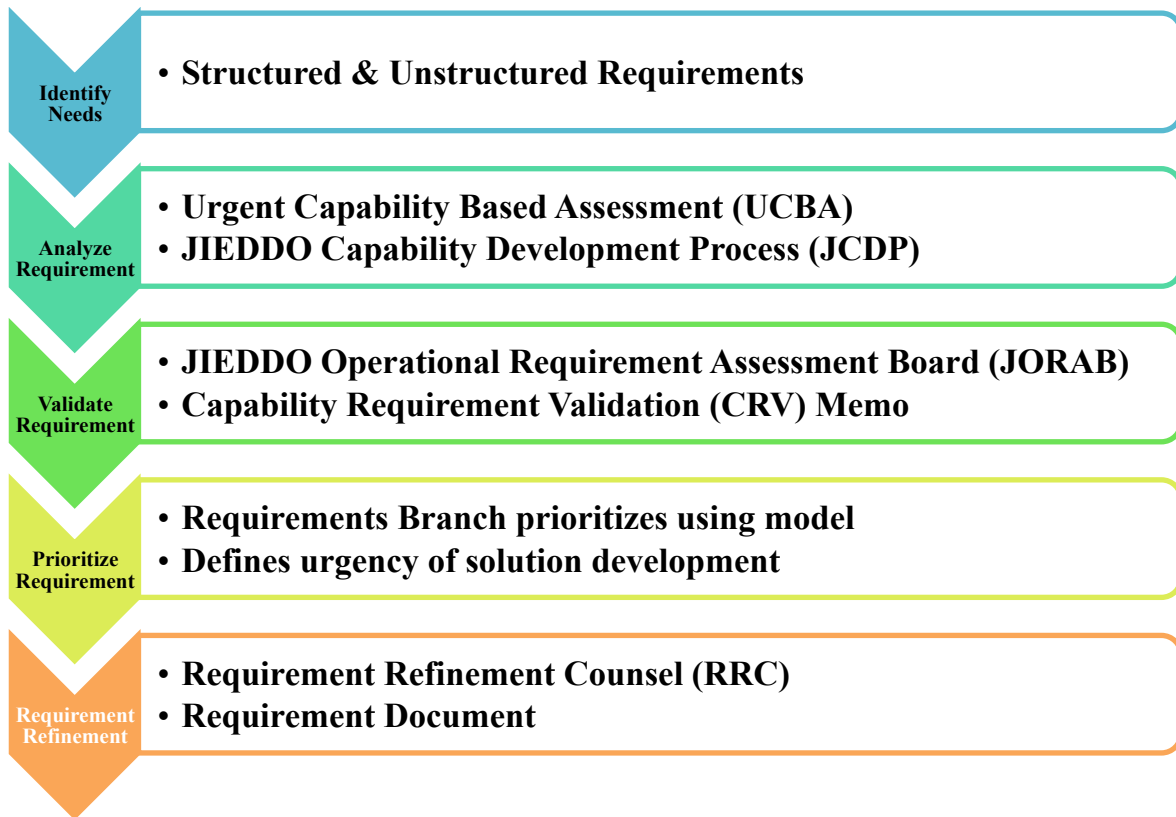 Identify
Needs
• Structured & Unstructured Requirements
Analyze
Requirement
• Urgent Capability Based Assessment (UCBA)
• JIEDDO Capability Development Process (JCDP)
Validate
Requirement
• JIEDDO Operational Requirement Assessment Board (JORAB)
• Capability Requirement Validation (CRV) Memo
Prioritize
Requirement
• Requirements Branch prioritizes using model
• Defines urgency of solution development
Requirement
Refinement
• Requirement Refinement Counsel (RRC)
• Requirement Document